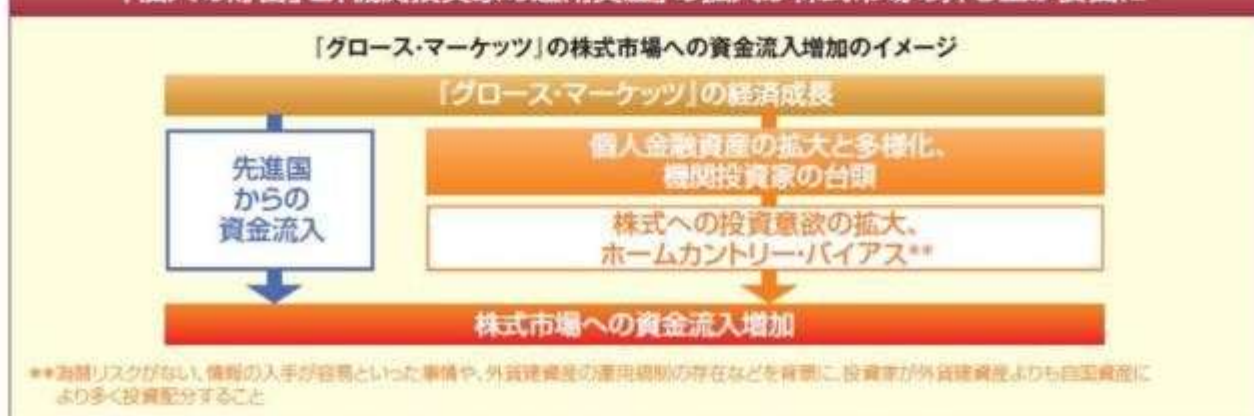 『グロース・マーケッツ』の株式市場への資金流入増加のイメージ
『グロース・マーケッツ』の経済成長
先進国
からの
資金流入
個人金融資産の拡大と多様化、
機関投資家の台頭
株式への投資意欲の拡大、
ホームカントリー・バイアス**
株式市場への資金流入増加
**為替リスクがない、情報の入手が容易といった事情や、外貨建資産の運用規制の存在などを背景に、投資家が外貨建資産よりも自国資産に
より多く投資配分すること